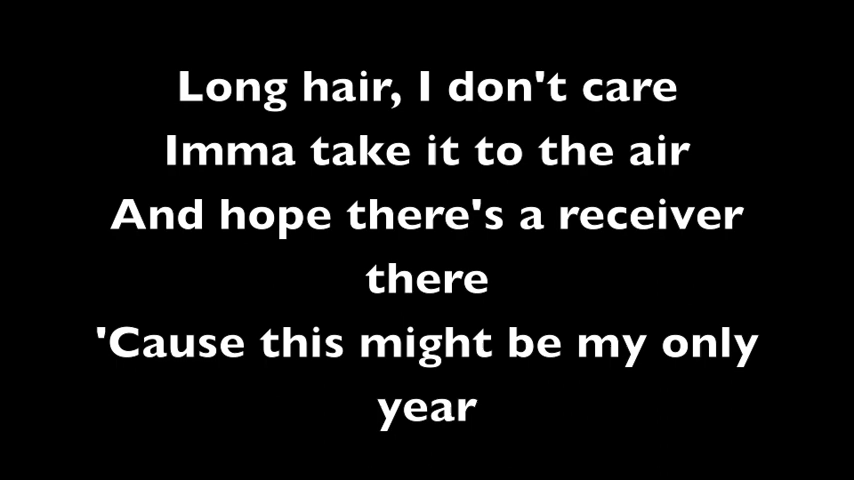 Long hair, I don't care
Imma take it to the air
And hope there's a receiver
there
'Cause this might be my only
year